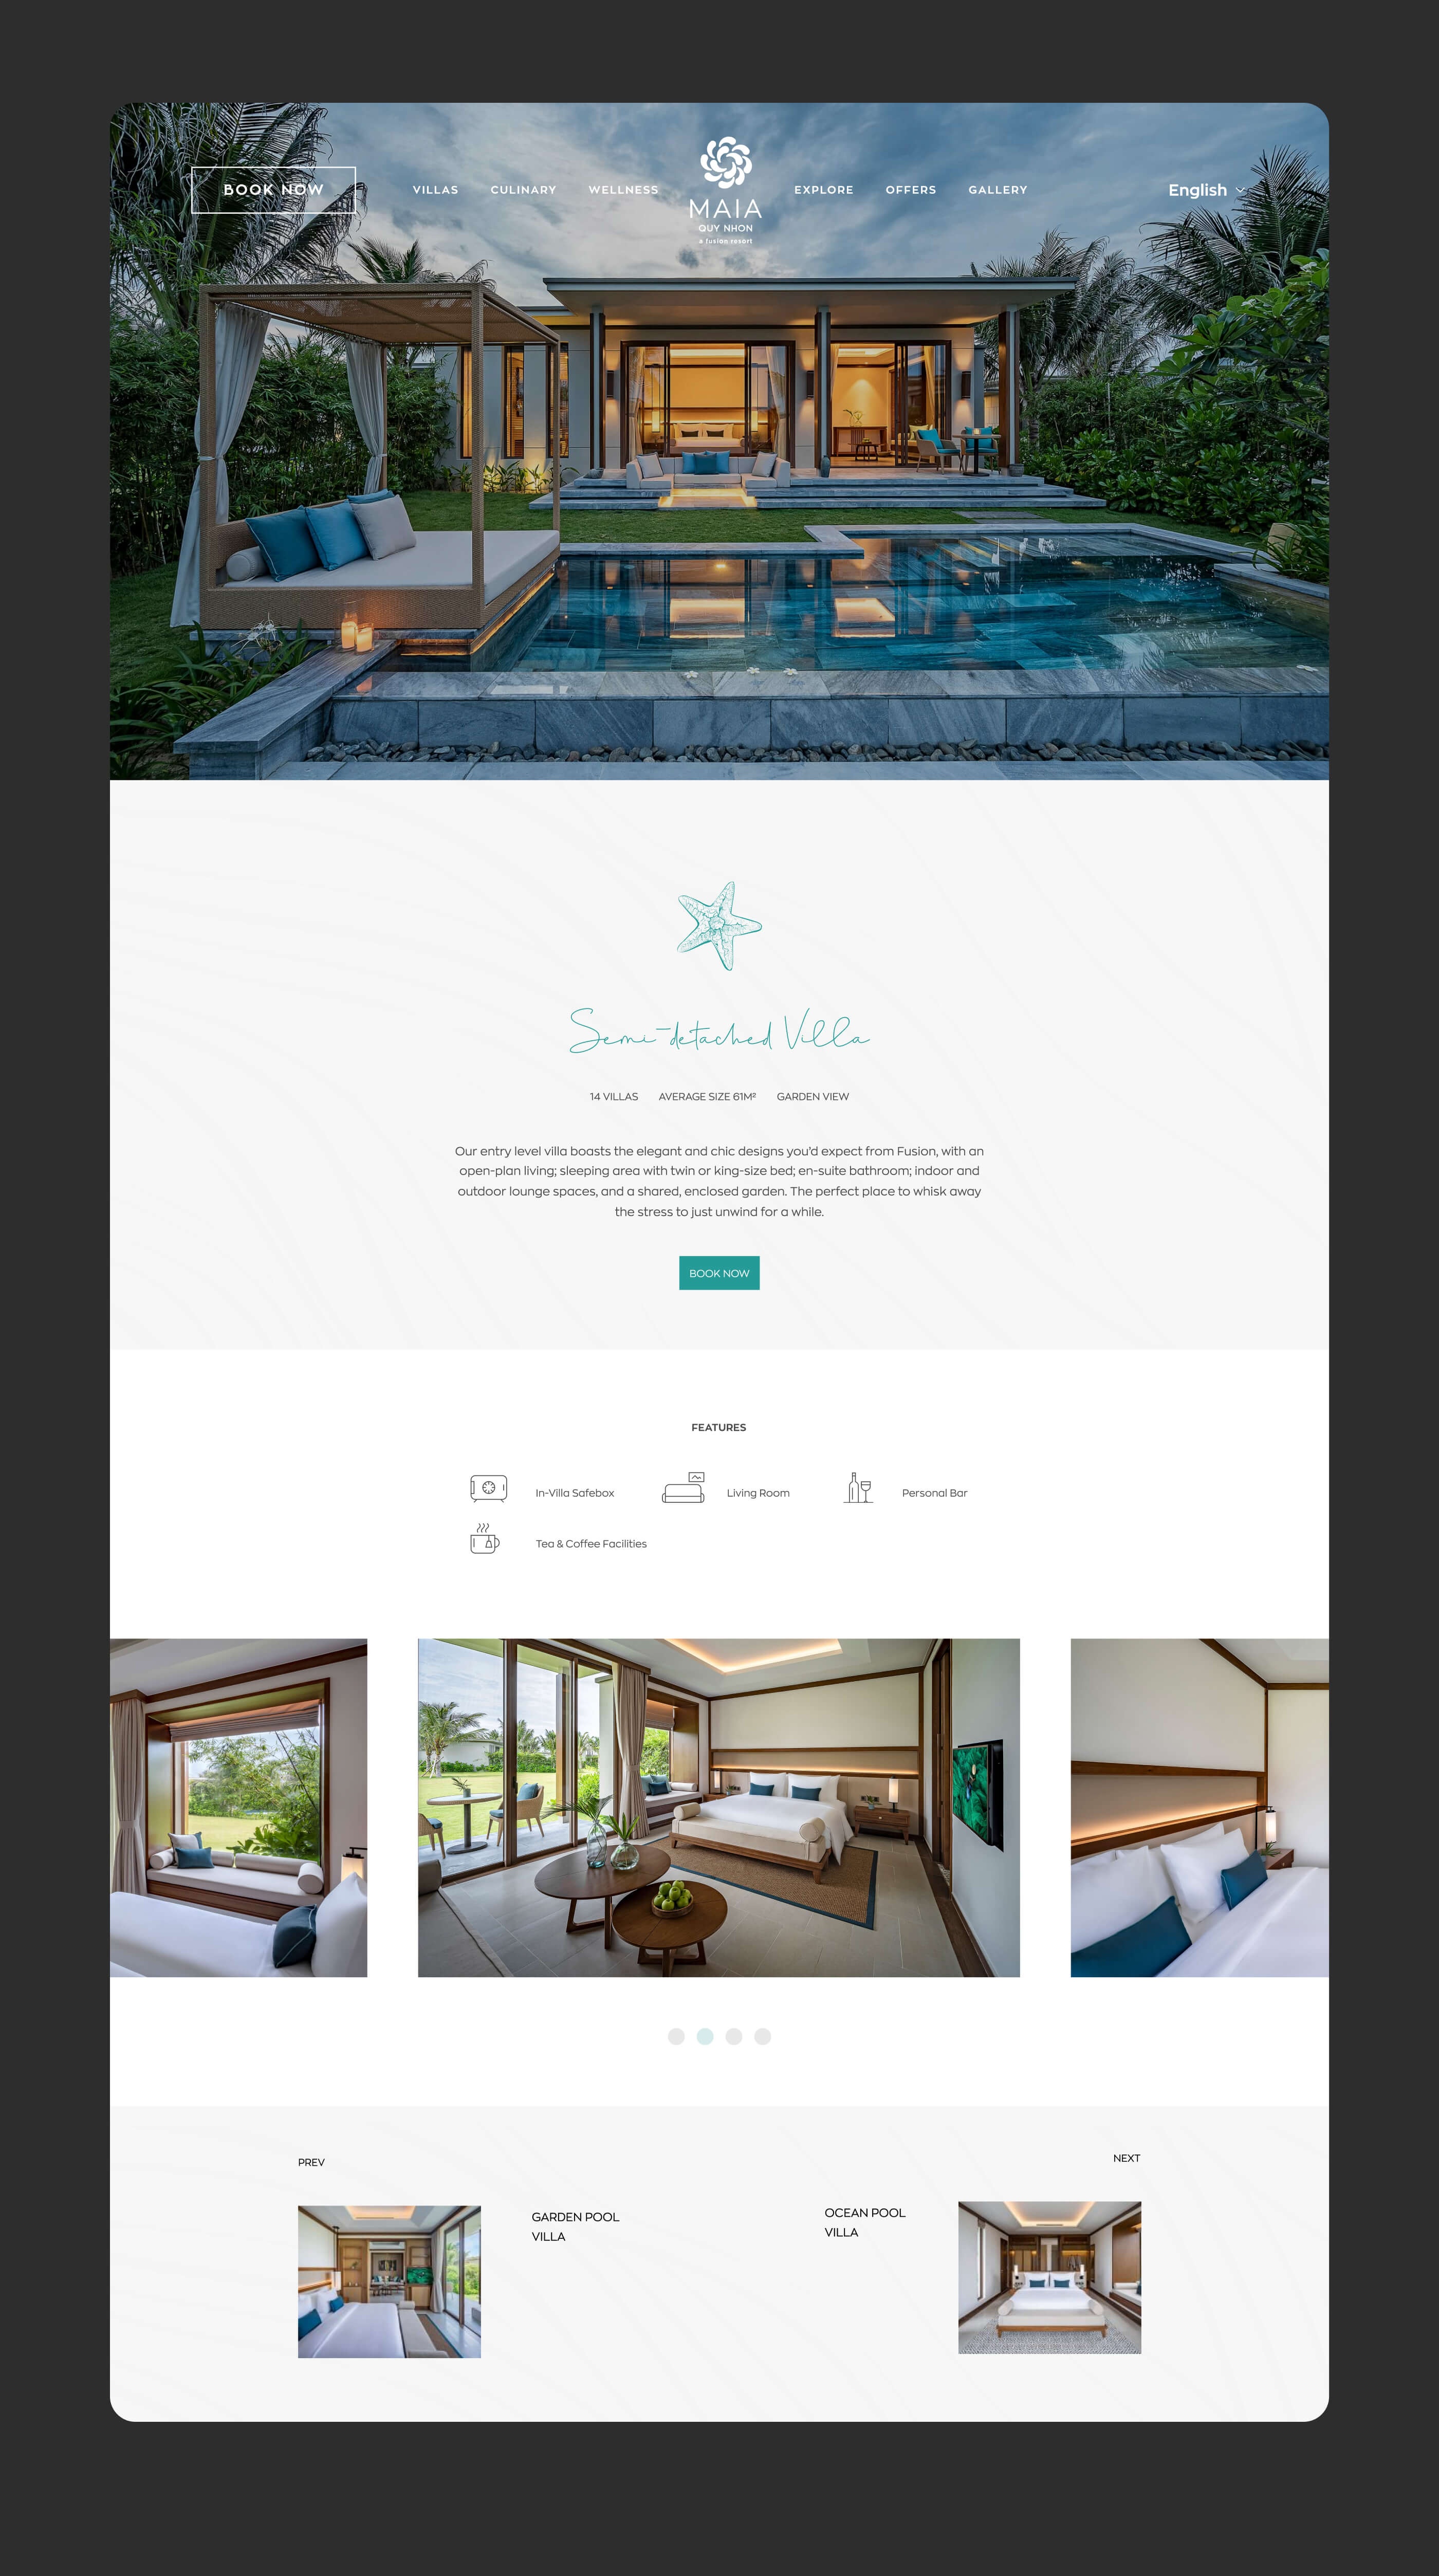 BOOK NOW
VILLAS
CULINARY
WELLNESS
MAIA
QUY NHON
a fusion resort
EXPLORE
OFFERS
GALLERY
English
Semi-detached Villa
14 VILLAS
AVERAGE SIZE 61M²
GARDEN VIEW
Our entry level villa boasts the elegant and chic designs you’d expect from Fusion, with an
open-plan living; sleeping area with twin or king-size bed; en-suite bathroom; indoor and
outdoor lounge spaces, and a shared, enclosed garden. The perfect place to whisk away
the stress to just unwind for a while.
BOOK NOW
FEATURES
In-Villa Safebox
Living Room
Personal Bar
Tea & Coffee Facilities
PREV
GARDEN POOL
VILLA
NEXT
OCEAN POOL
VILLA